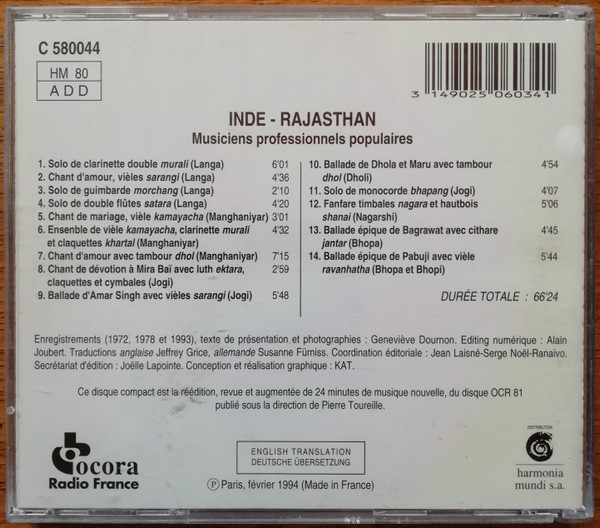 C 580044
HM 80
A D D
3 149025 060341
INDE - RAJASTHAN
Musiciens professionnels populaires
1. Solo de clarinette double murali (Langa) 6'01
2. Chant d'amour, vièles sarangi (Langa) 4'36
3. Solo de guimbarde morchang (Langa) 2'10
4. Solo de double flûtes satara (Langa) 4'20
5. Chant de mariage, vièle kamayacha (Manghaniyar) 3'01
6. Ensemble de vièle kamayacha, clarinette murali 4'32
et claquettes khartal (Manghaniyar)
7. Chant d'amour avec tambour dhol (Manghaniyar) 7'15
8. Chant de dévotion à Mira Baï avec luth ektara, 2'59
claquettes et cymbales (Jogi)
9. Ballade d'Amar Singh avec vièles sarangi (Jogi) 5'48
10. Ballade de Dhola et Maru avec tambour 4'54
dhol (Dholi)
11. Solo de monocorde bhapang (Jogi) 4'07
12. Fanfare timbales nagara et hautbois 5'06
shanai (Nagarshi)
13. Ballade épique de Bagrawat avec cithare 4'45
jantar (Bhopa)
14. Ballade épique de Pabuji avec vièle 5'44
ravanhatha (Bhopa et Bhopi)
DURÉE TOTALE : 66'24
Enregistrements (1972, 1978 et 1993), texte de présentation et photographies : Geneviève Dournon. Editing numérique : Alain
Joubert. Traductions anglaise Jeffrey Grice, allemande Susanne Fürniss. Coordination éditoriale : Jean Laisné-Serge Noël-Ranaivo.
Secrétariat d'édition : Joëlle Lapointe. Conception et réalisation graphique : KAT.
Ce disque compact est la réédition, revue et augmentée de 24 minutes de musique nouvelle, du disque OCR 81
publié sous la direction de Pierre Toureille.
ocora
Radio France
ENGLISH TRANSLATION
DEUTSCHE ÜBERSETZUNG
Ⓟ Paris, février 1994 (Made in France)
DISTRIBUTION
harmonia
mundi s.a.